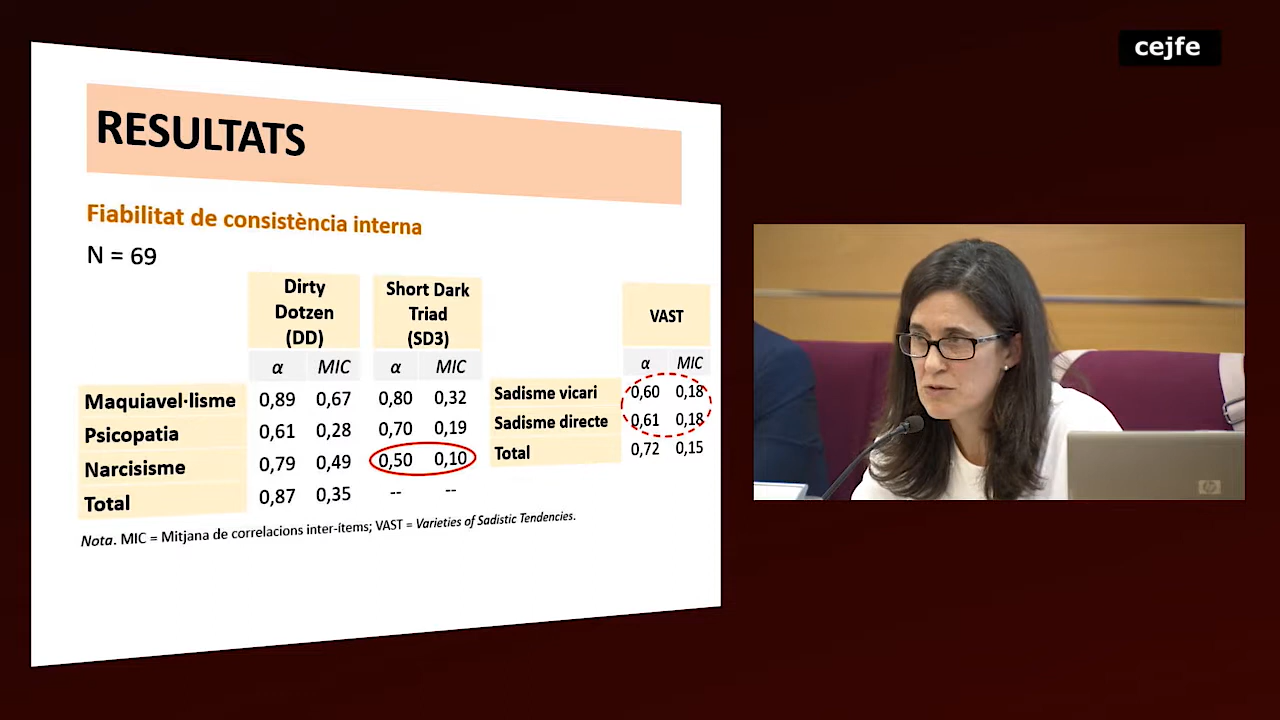 cejfe
RESULTATS
Fiabilitat de consistència interna
N = 69
Dirty
Dotzen
(DD)
Short Dark
Triad
(SD3)
VAST
α MIC α MIC α MIC
Maquiavel·lisme 0,89 0,67 0,80 0,32
Psicopatia 0,61 0,28 0,70 0,19
Narcisisme 0,79 0,49 0,50 0,10
Total 0,87 0,35 -- --
Sadisme vicari 0,60 0,18
Sadisme directe 0,61 0,18
Total 0,72 0,15
Nota. MIC = Mitjana de correlacions inter-ítems; VAST = Varieties of Sadistic Tendencies.
hp